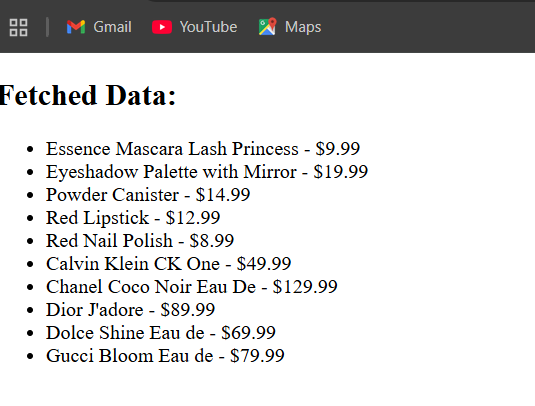 Gmail YouTube Maps
Fetched Data:
Essence Mascara Lash Princess - $9.99
Eyeshadow Palette with Mirror - $19.99
Powder Canister - $14.99
Red Lipstick - $12.99
Red Nail Polish - $8.99
Calvin Klein CK One - $49.99
Chanel Coco Noir Eau De - $129.99
Dior J'adore - $89.99
Dolce Shine Eau de - $69.99
Gucci Bloom Eau de - $79.99